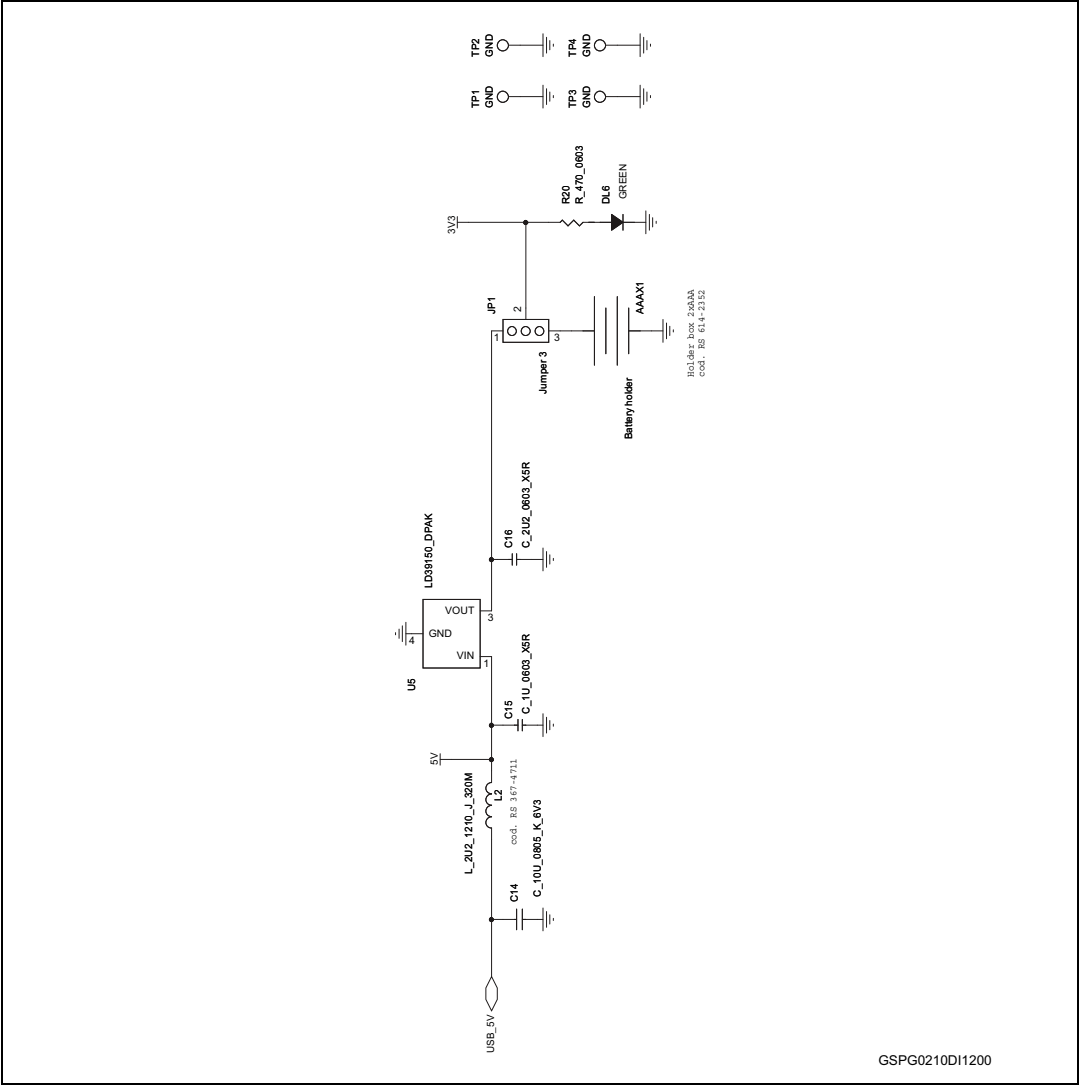 TP2
GND
TP4
GND
TP1
GND
TP3
GND
R20
R_470_0603
DL6
GREEN
3V3
JP1
2
1
3
Jumper 3
AAAX1
Battery holder
Holder box 2xAAA
cod. RS 614-2352
C16
C_2U2_0603_X5R
LD39150_DPAK
VOUT
GND
VIN
3
4
1
U5
C15
C_1U_0603_X5R
5V
L_2U2_1210_J_320M
L2
cod. RS 367-4711
C14
C_10U_0805_K_6V3
USB_5V
GSPG0210DI1200